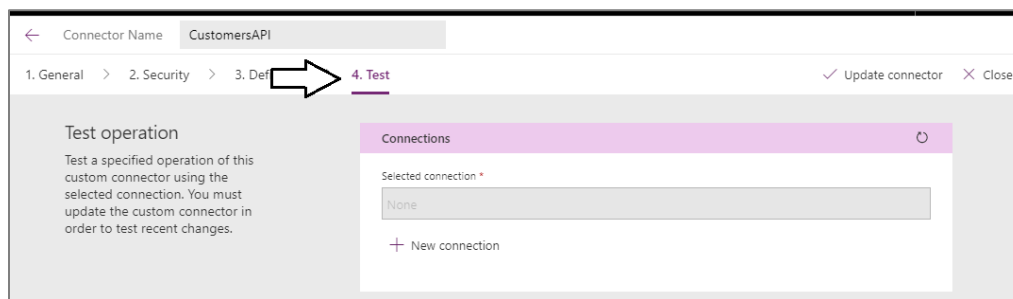 Connector Name CustomersAPI
1. General > 2. Security > 3. Def 4. Test Update connector Close
Test operation
Test a specified operation of this
custom connector using the
selected connection. You must
update the custom connector in
order to test recent changes.
Connections
Selected connection *
None
New connection